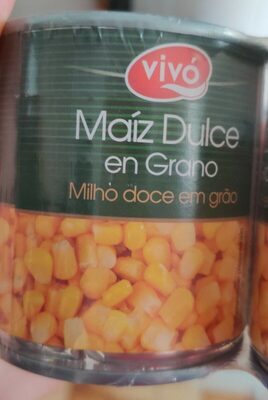 vivó
Maíz Dulce
en Grano
Milho doce em grão